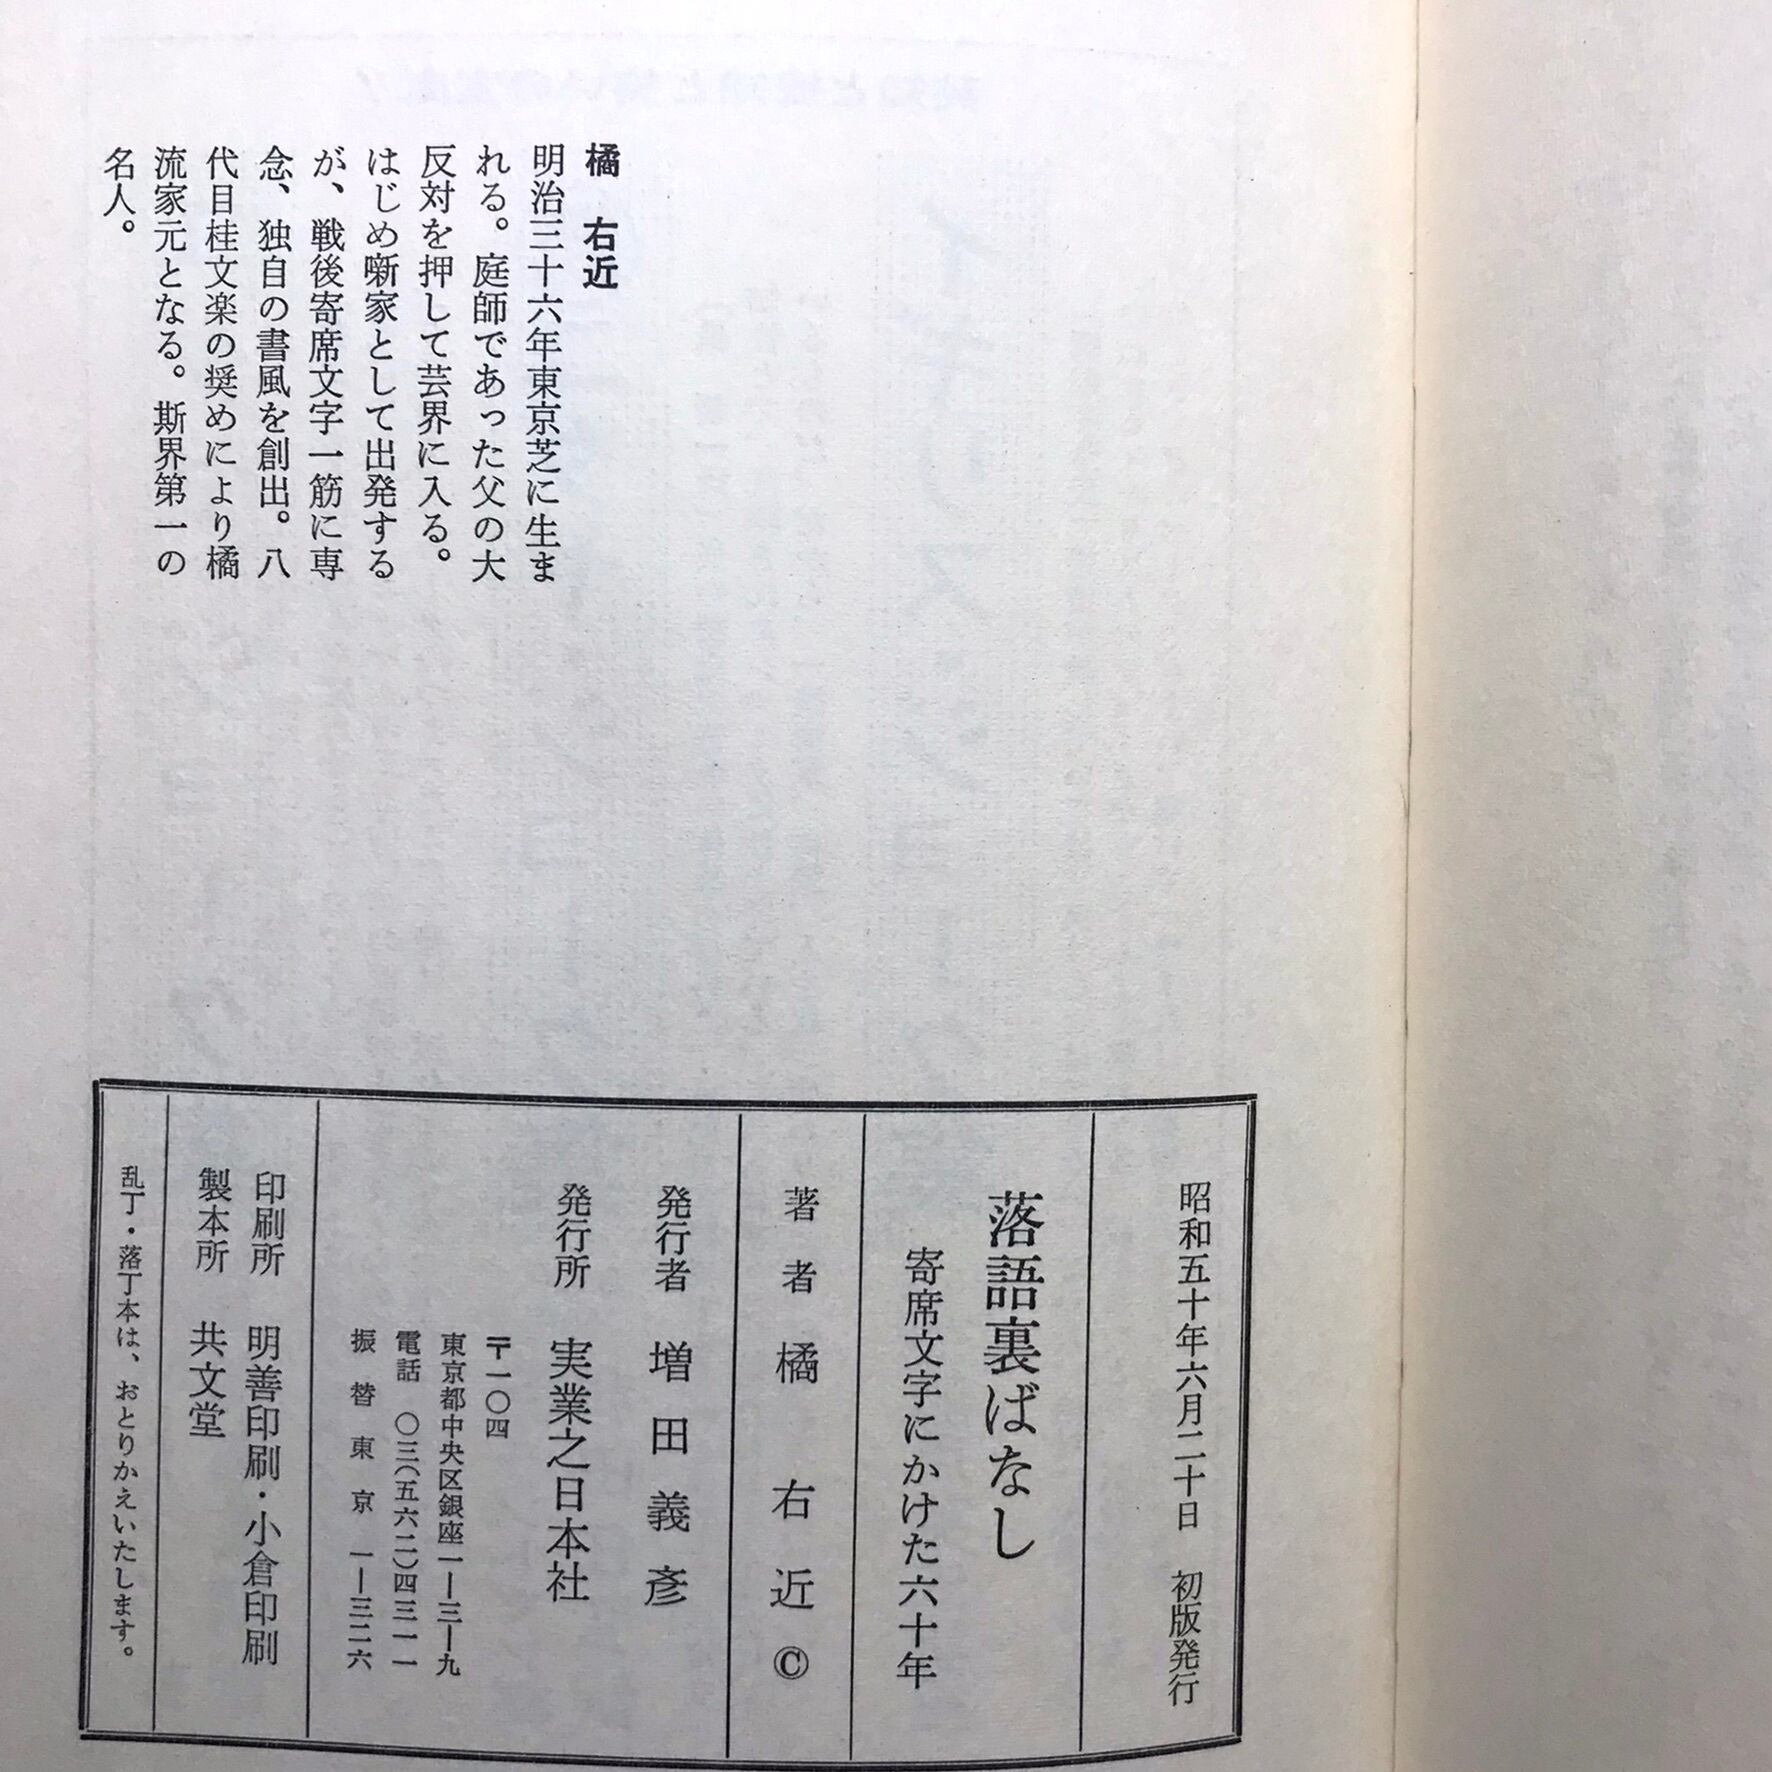 橘　右近
明治三十六年東京芝に生ま
れる。庭師であった父の大
反対を押して芸界に入る。
はじめ噺家として出発する
が、戦後寄席文字一筋に専
念、独自の書風を創出。八
代目桂文楽の奨めにより橘
流家元となる。斯界第一の
名人。
昭和五十年六月二十日　初版発行
落語裏ばなし
寄席文字にかけた六十年
著者　橘　右近 ©
発行者　増田義彦
発行所　実業之日本社
〒一〇四
東京都中央区銀座一ー三ー九
電話　〇三(五六二)四三一一
振替　東京　一ー三二六
印刷所　明善印刷・小倉印刷
製本所　共文堂
乱丁・落丁本は、おとりかえいたします。